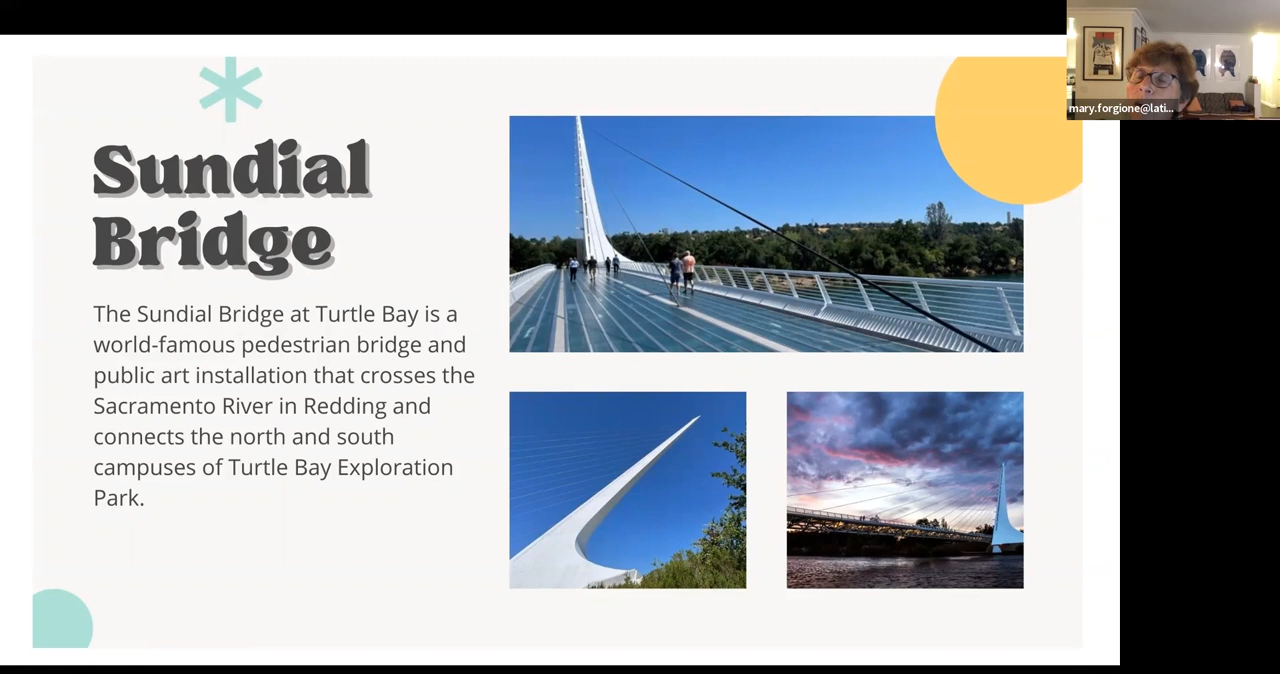 mary.forgione@lati...
Sundial
Bridge
The Sundial Bridge at Turtle Bay is a
world-famous pedestrian bridge and
public art installation that crosses the
Sacramento River in Redding and
connects the north and south
campuses of Turtle Bay Exploration
Park.